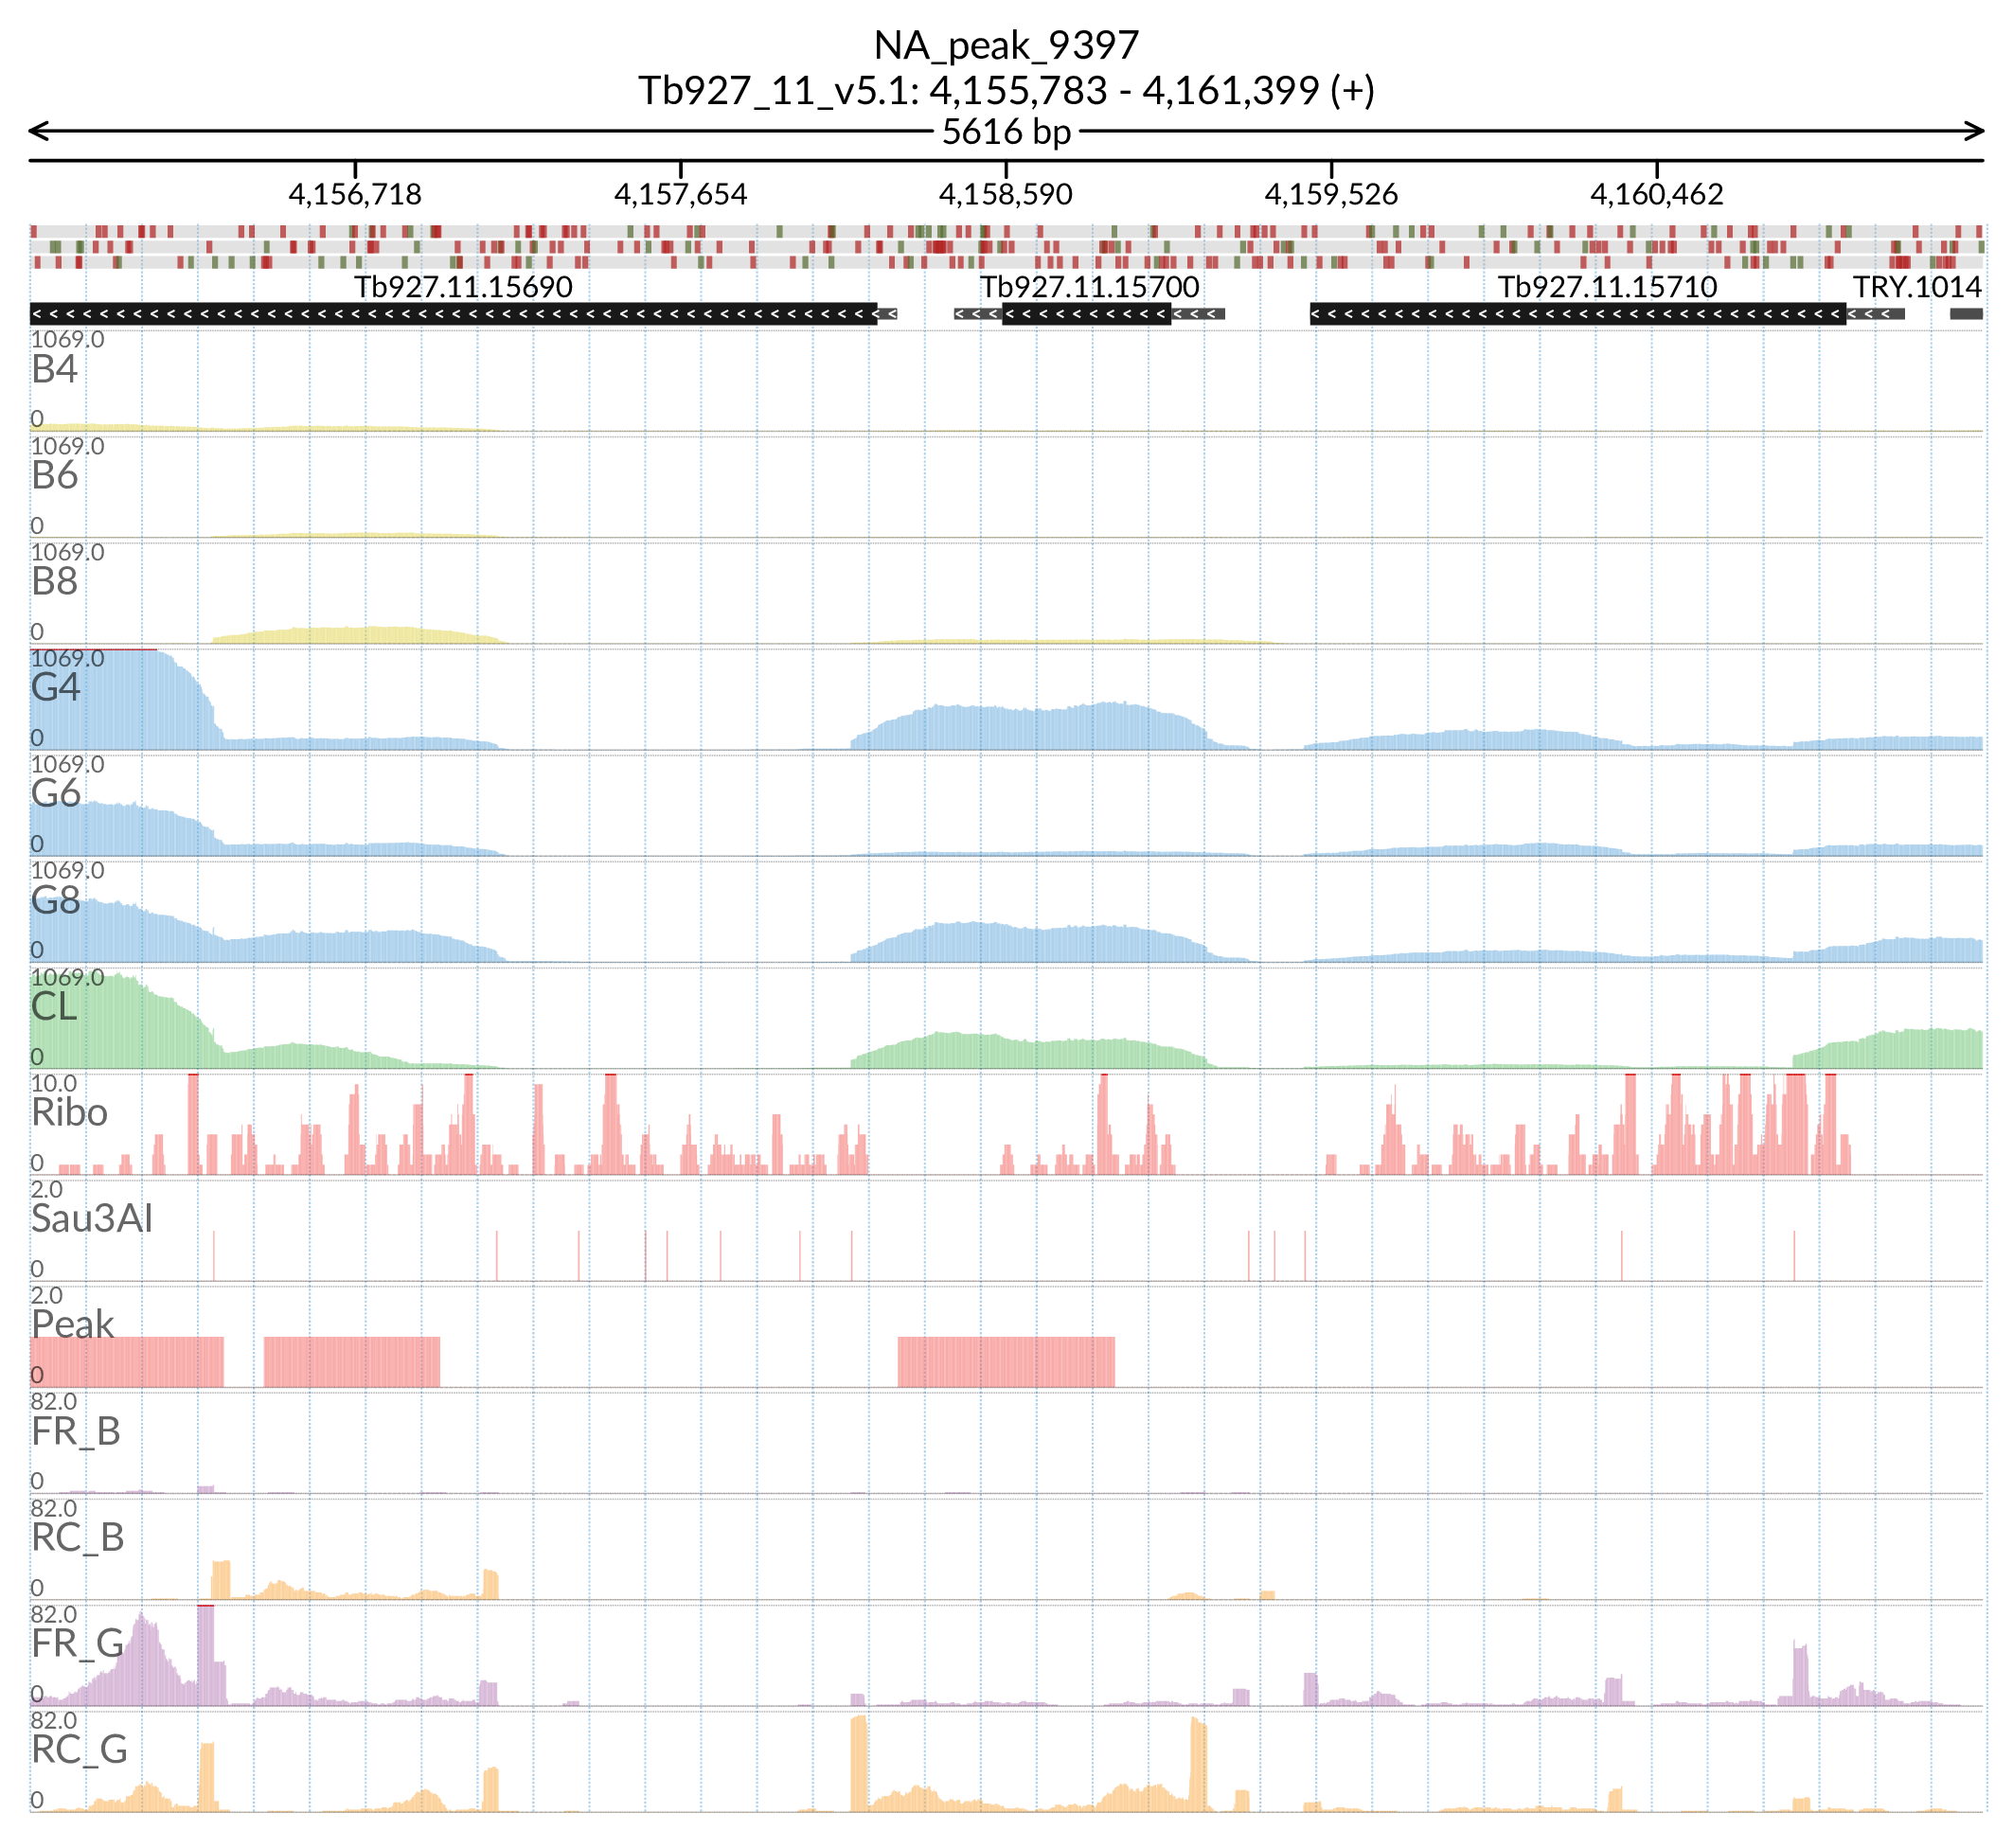 NA_peak_9397
Tb927_11_v5.1: 4,155,783 - 4,161,399 (+)
5616 bp
4,156,718 4,157,654 4,158,590 4,159,526 4,160,462
Tb927.11.15690 Tb927.11.15700 Tb927.11.15710 TRY.1014
1069.0
B4
0
1069.0
B6
0
1069.0
B8
0
1069.0
G4
0
1069.0
G6
0
1069.0
G8
0
1069.0
CL
0
10.0
Ribo
0
2.0
Sau3AI
0
2.0
Peak
0
82.0
FR_B
0
82.0
RC_B
0
82.0
FR_G
0
82.0
RC_G
0